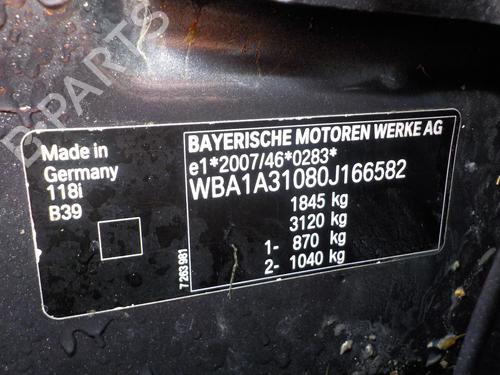 B PARTS
Made in
Germany
118i
B39
7 263 981
BAYERISCHE MOTOREN WERKE AG
e1*2007/46*0283*
WBA1A31080J166582
1845 kg
3120 kg
1- 870 kg
2- 1040 kg